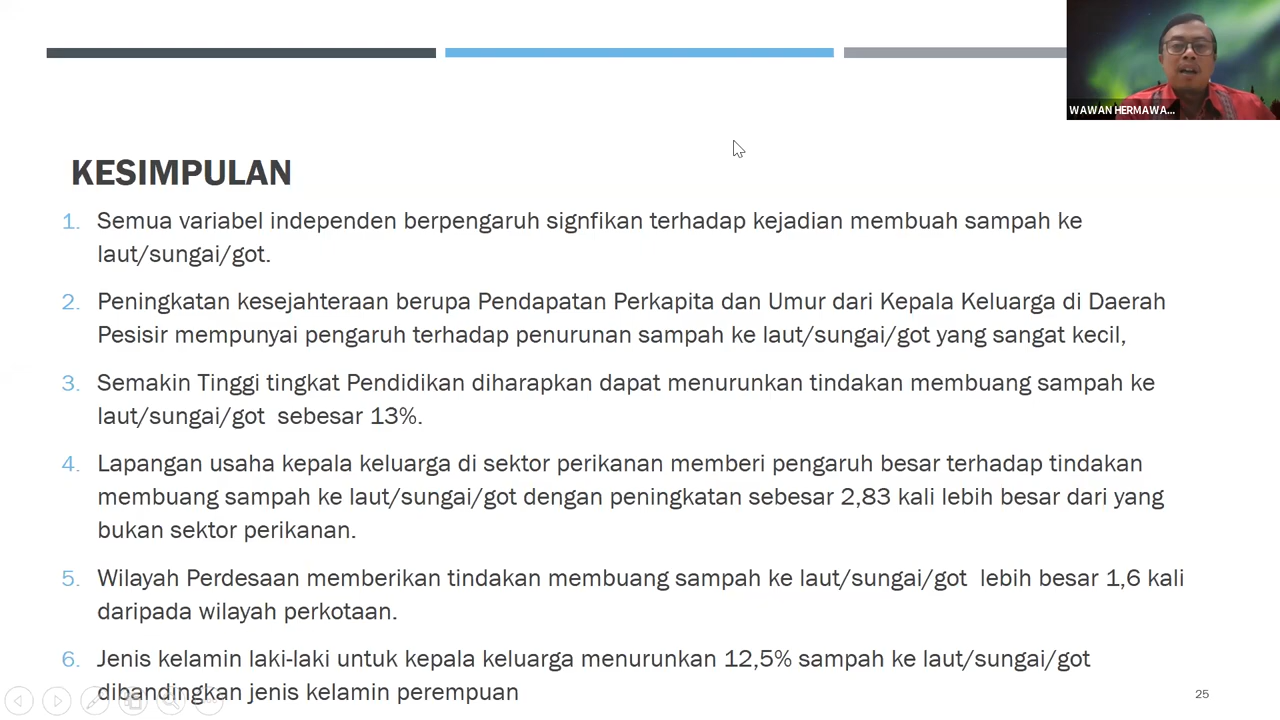 WAWAN HERMAWA...
KESIMPULAN
1. Semua variabel independen berpengaruh signfikan terhadap kejadian membuah sampah ke
laut/sungai/got.
2. Peningkatan kesejahteraan berupa Pendapatan Perkapita dan Umur dari Kepala Keluarga di Daerah
Pesisir mempunyai pengaruh terhadap penurunan sampah ke laut/sungai/got yang sangat kecil,
3. Semakin Tinggi tingkat Pendidikan diharapkan dapat menurunkan tindakan membuang sampah ke
laut/sungai/got sebesar 13%.
4. Lapangan usaha kepala keluarga di sektor perikanan memberi pengaruh besar terhadap tindakan
membuang sampah ke laut/sungai/got dengan peningkatan sebesar 2,83 kali lebih besar dari yang
bukan sektor perikanan.
5. Wilayah Perdesaan memberikan tindakan membuang sampah ke laut/sungai/got lebih besar 1,6 kali
daripada wilayah perkotaan.
6. Jenis kelamin laki-laki untuk kepala keluarga menurunkan 12,5% sampah ke laut/sungai/got
dibandingkan jenis kelamin perempuan
25